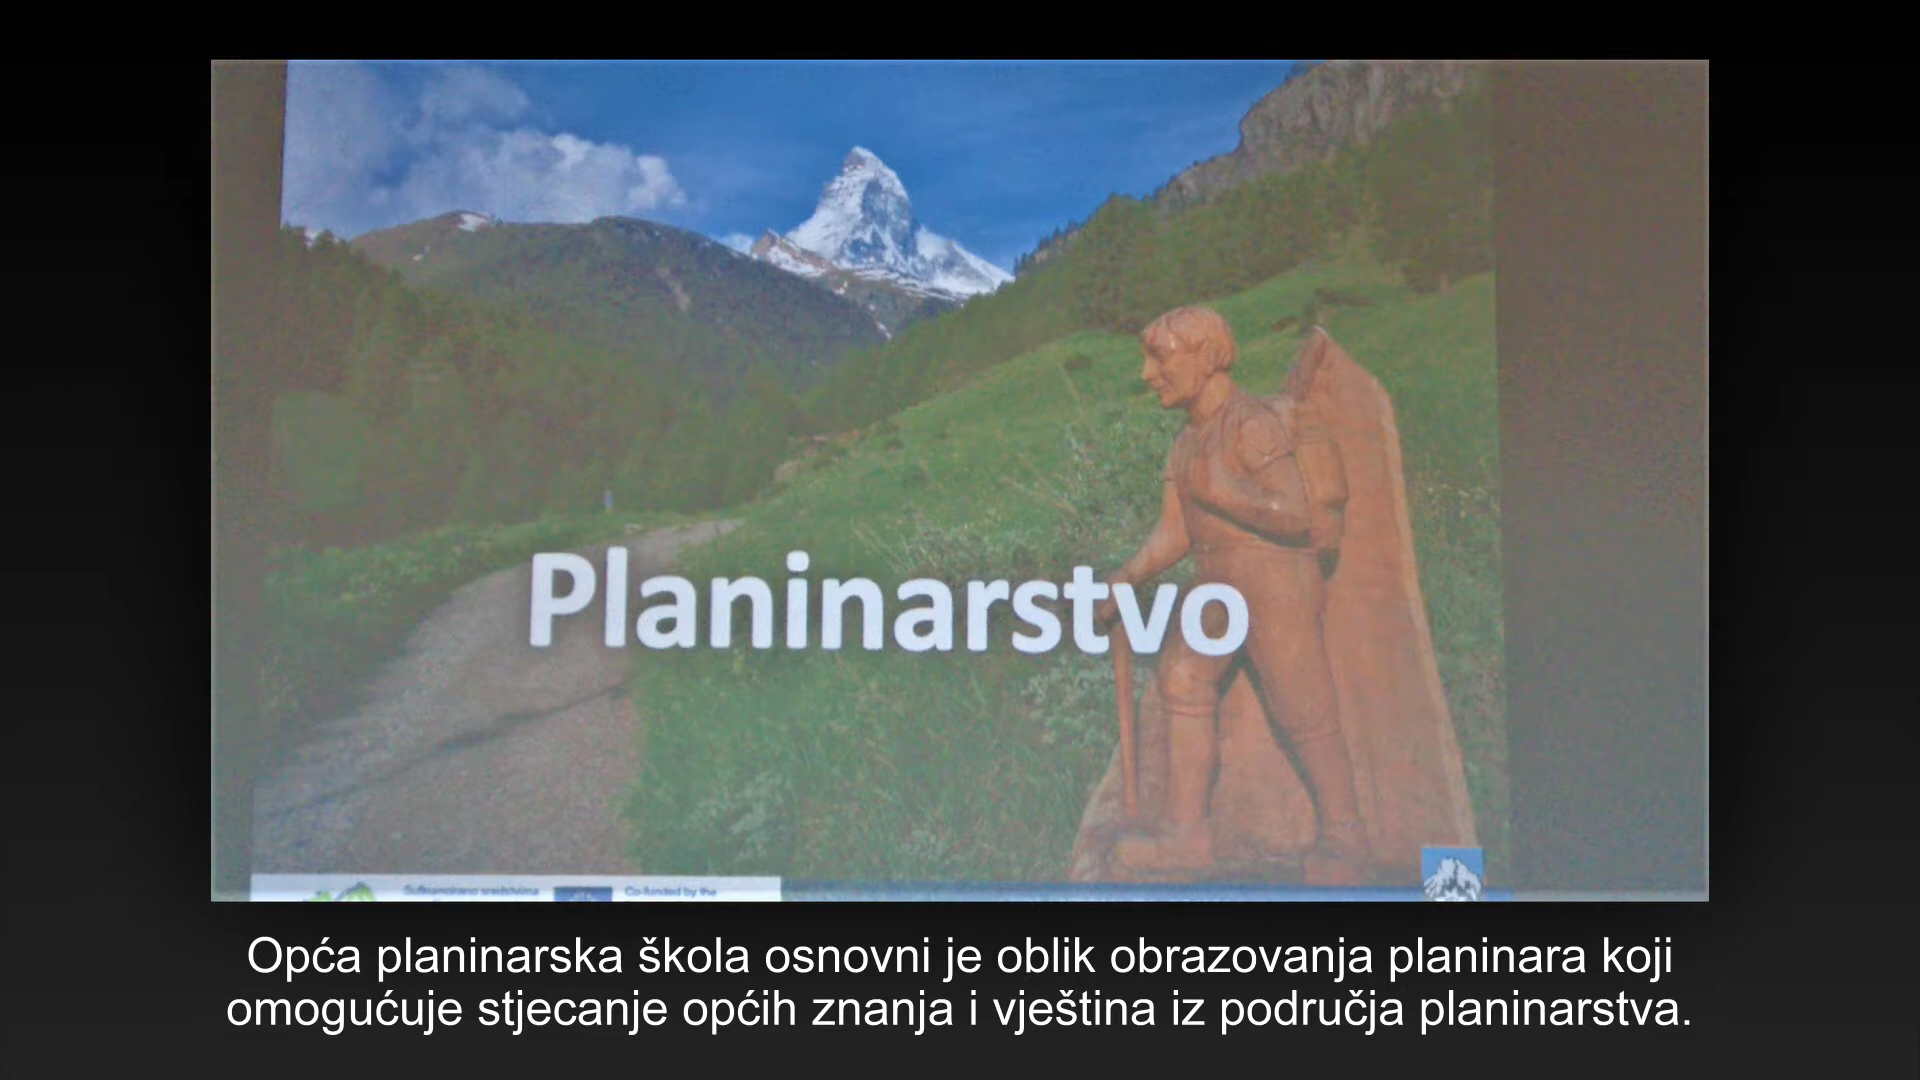 Planinarstvo
Sufinancirano sredstvima
Co-funded by the
Opća planinarska škola osnovni je oblik obrazovanja planinara koji
omogućuje stjecanje općih znanja i vještina iz područja planinarstva.